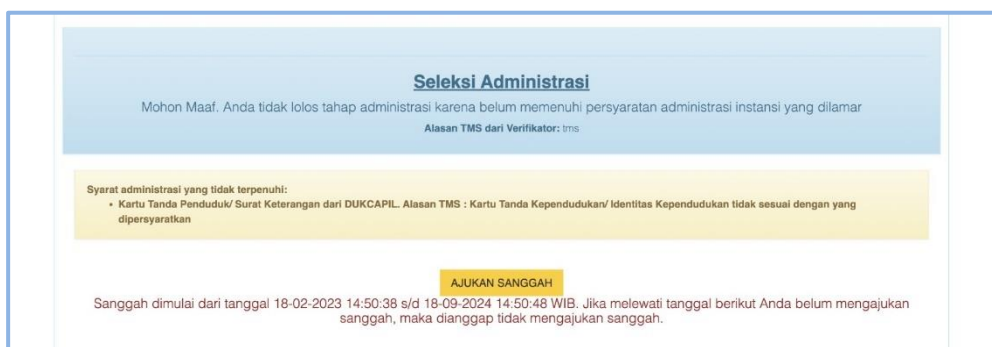 Seleksi Administrasi
Mohon Maaf. Anda tidak lolos tahap administrasi karena belum memenuhi persyaratan administrasi instansi yang dilamar
Alasan TMS dari Verifikator: tms
Syarat administrasi yang tidak terpenuhi:
• Kartu Tanda Penduduk/ Surat Keterangan dari DUKCAPIL. Alasan TMS : Kartu Tanda Kependudukan/ Identitas Kependudukan tidak sesuai dengan yang
dipersyaratkan
AJUKAN SANGGAH
Sanggah dimulai dari tanggal 18-02-2023 14:50:38 s/d 18-09-2024 14:50:48 WIB. Jika melewati tanggal berikut Anda belum mengajukan
sanggah, maka dianggap tidak mengajukan sanggah.